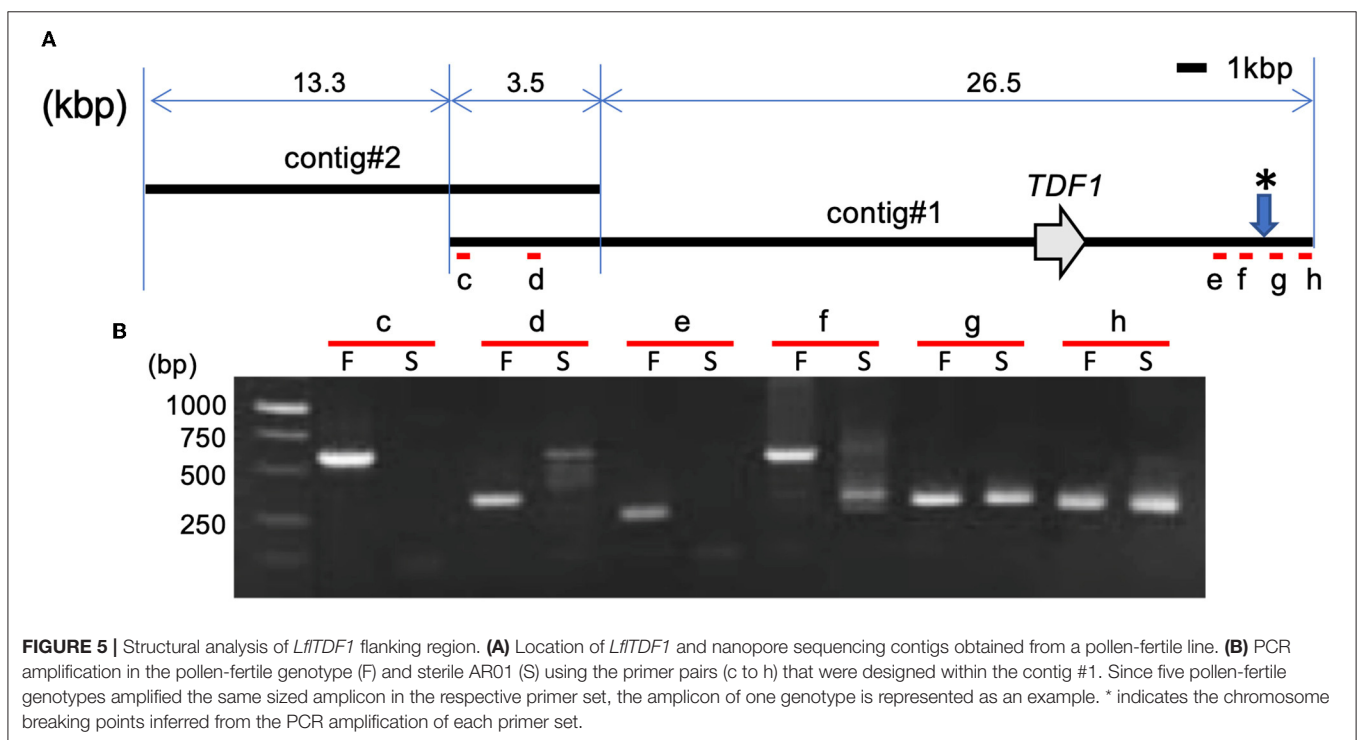 A
(kbp)
13.3
3.5
26.5
1kbp
contig#2
contig#1
TDF1
*
c
d
e
f
g
h
B
(bp)
c
d
e
f
g
h
F
S
F
S
F
S
F
S
F
S
F
S
1000
750
500
250
FIGURE 5 | Structural analysis of LflTDF1 flanking region. (A) Location of LflTDF1 and nanopore sequencing contigs obtained from a pollen-fertile line. (B) PCR
amplification in the pollen-fertile genotype (F) and sterile AR01 (S) using the primer pairs (c to h) that were designed within the contig #1. Since five pollen-fertile
genotypes amplified the same sized amplicon in the respective primer set, the amplicon of one genotype is represented as an example. * indicates the chromosome
breaking points inferred from the PCR amplification of each primer set.